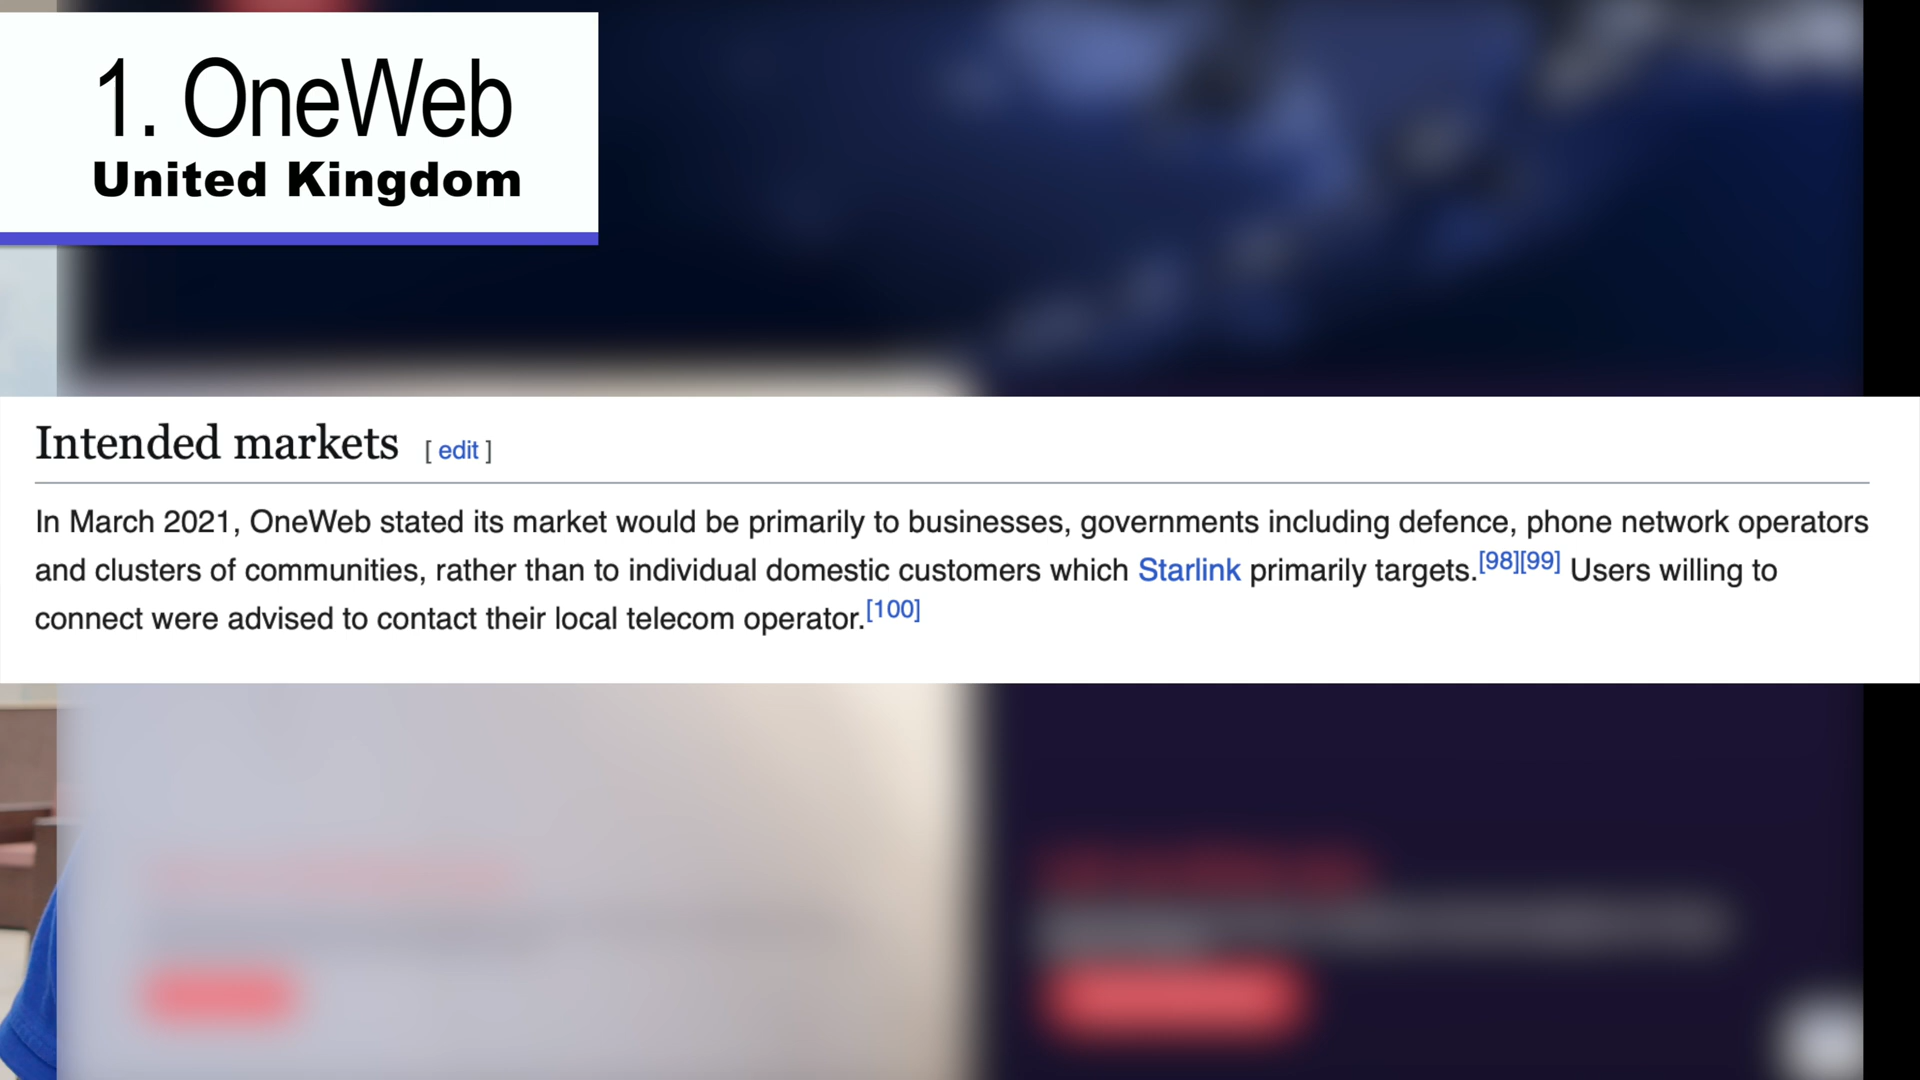 1. OneWeb
United Kingdom
Intended markets [ edit ]
In March 2021, OneWeb stated its market would be primarily to businesses, governments including defence, phone network operators
and clusters of communities, rather than to individual domestic customers which Starlink primarily targets.[98][99] Users willing to
connect were advised to contact their local telecom operator.[100]